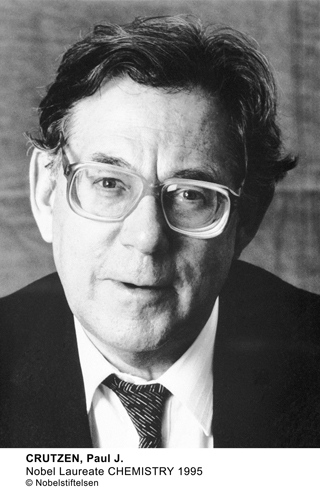 CRUTZEN, Paul J.
Nobel Laureate CHEMISTRY 1995
© Nobelstiftelsen